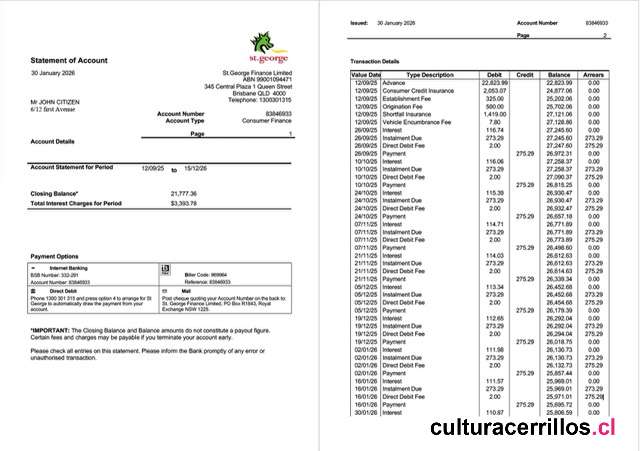 st.george
Statement of Account
30 January 2026
St.George Finance Limited
ABN 99001094471
345 Central Plaza 1 Queen Street
Brisbane QLD 4000
Telephone: 1300301315
Mr JOHN CITIZEN
6/12 first Avenue
Account Number 83846933
Account Type Consumer Finance
Page 1
Account Details
Account Statement for Period 12/09/25 to 15/12/26
Closing Balance* 21,777.36
Total Interest Charges for Period $3,393.78
Payment Options
Internet Banking
BSB Number: 332-291
Account Number: 83846933
Biller Code: 969964
Reference: 83846933
Direct Debit
Phone 1300 301 315 and press option 4 to arrange for St
George to automatically draw the payment from your
account.
Mail
Post cheque quoting your Account Number on the back to:
St. George Finance Limited, PO Box R1843, Royal
Exchange NSW 1225.
*IMPORTANT: The Closing Balance and Balance amounts do not constitute a payout figure.
Certain fees and charges may be payable if you terminate your account early.
Please check all entries on this statement. Please inform the Bank promptly of any error or
unauthorised transaction.
Issued: 30 January 2026 Account Number 83846933
Page 2
Transaction Details
Value Date Type Description Debit Credit Balance Arrears
12/09/25 Advance 22,823.99 22,823.99 0.00
12/09/25 Consumer Credit Insurance 2,053.07 24,877.06 0.00
12/09/25 Establishment Fee 325.00 25,202.06 0.00
12/09/25 Origination Fee 500.00 25,702.06 0.00
12/09/25 Shortfall Insurance 1,419.00 27,121.06 0.00
12/09/25 Vehicle Encumbrance Fee 7.80 27,128.86 0.00
26/09/25 Interest 116.74 27,245.60 0.00
26/09/25 Instalment Due 273.29 27,245.60 273.29
26/09/25 Direct Debit Fee 2.00 27,247.60 275.29
26/09/25 Payment 275.29 26,972.31 0.00
10/10/25 Interest 116.06 27,258.37 0.00
10/10/25 Instalment Due 273.29 27,258.37 273.29
10/10/25 Direct Debit Fee 2.00 27,090.37 275.29
10/10/25 Payment 275.29 26,815.25 0.00
24/10/25 Interest 115.39 26,930.47 0.00
24/10/25 Instalment Due 273.29 26,930.47 273.29
24/10/25 Direct Debit Fee 2.00 26,932.47 275.29
24/10/25 Payment 275.29 26,657.18 0.00
07/11/25 Interest 114.71 26,771.89 0.00
07/11/25 Instalment Due 273.29 26,771.89 273.29
07/11/25 Direct Debit Fee 2.00 26,773.89 275.29
07/11/25 Payment 275.29 26,498.60 0.00
21/11/25 Interest 114.03 26,612.63 0.00
21/11/25 Instalment Due 273.29 26,612.63 273.29
21/11/25 Direct Debit Fee 2.00 26,614.63 275.29
21/11/25 Payment 275.29 26,339.34 0.00
05/12/25 Interest 113.34 26,452.68 0.00
05/12/25 Instalment Due 273.29 26,452.68 273.29
05/12/25 Direct Debit Fee 2.00 26,454.68 275.29
05/12/25 Payment 275.29 26,179.39 0.00
19/12/25 Interest 112.65 26,292.04 0.00
19/12/25 Instalment Due 273.29 26,292.04 273.29
19/12/25 Direct Debit Fee 2.00 26,294.04 275.29
19/12/25 Payment 275.29 26,018.75 0.00
02/01/26 Interest 111.98 26,130.73 0.00
02/01/26 Instalment Due 273.29 26,130.73 273.29
02/01/26 Direct Debit Fee 2.00 26,132.73 275.29
02/01/26 Payment 275.29 25,857.44 0.00
16/01/26 Interest 111.57 25,969.01 0.00
16/01/26 Instalment Due 273.29 25,969.01 273.29
16/01/26 Direct Debit Fee 2.00 25,971.01 275.29
16/01/26 Payment 275.29 25,695.72 0.00
30/01/26 Interest 110.87 25,806.59 0.00
culturacerrillos.cl